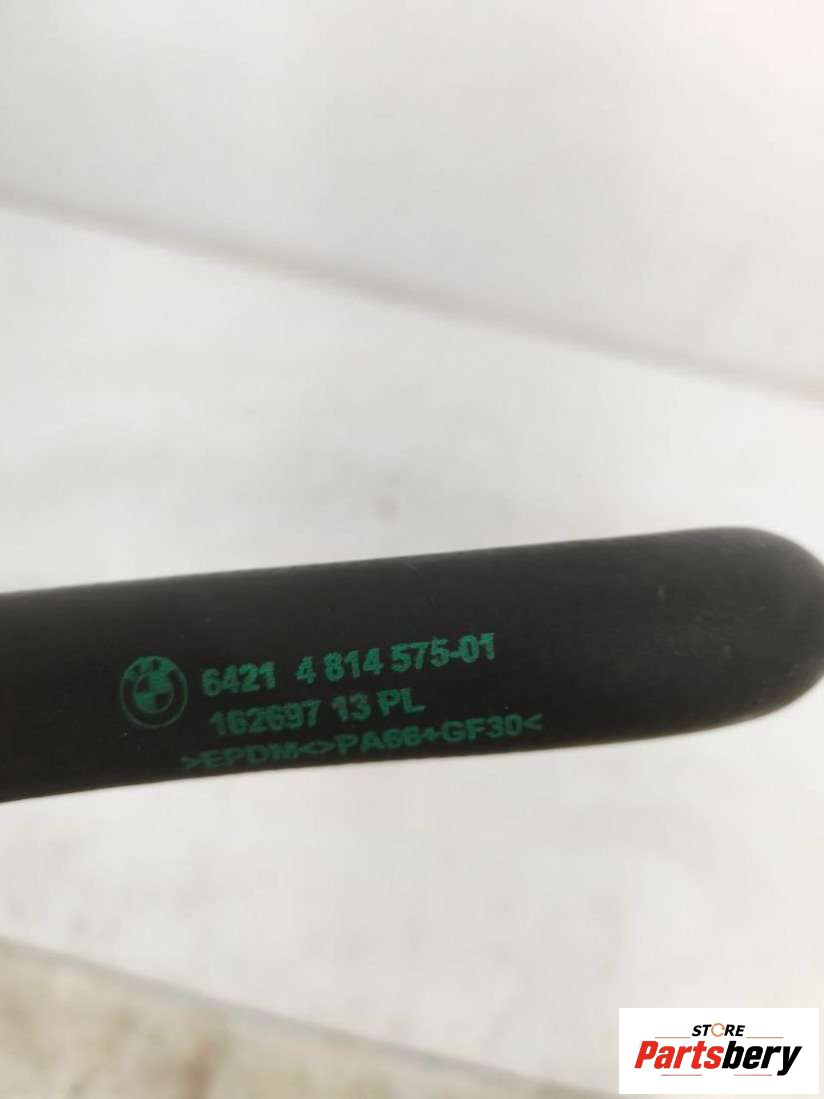 6421 4 814 575-01
162697 13 PL
>EPDM<>PA66+GF30<
STORE
Partsbery